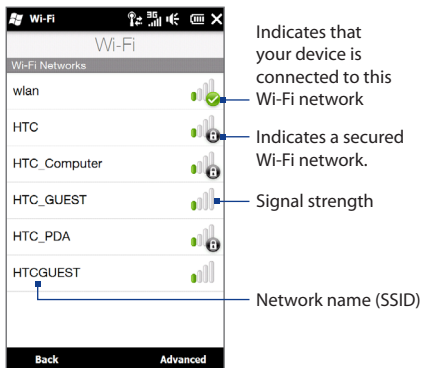 Wi-Fi
3G
Wi-Fi
Wi-Fi Networks
wlan
HTC
HTC_Computer
HTC_GUEST
HTC_PDA
HTCGUEST
Back Advanced
Indicates that
your device is
connected to this
Wi-Fi network
Indicates a secured
Wi-Fi network.
Signal strength
Network name (SSID)